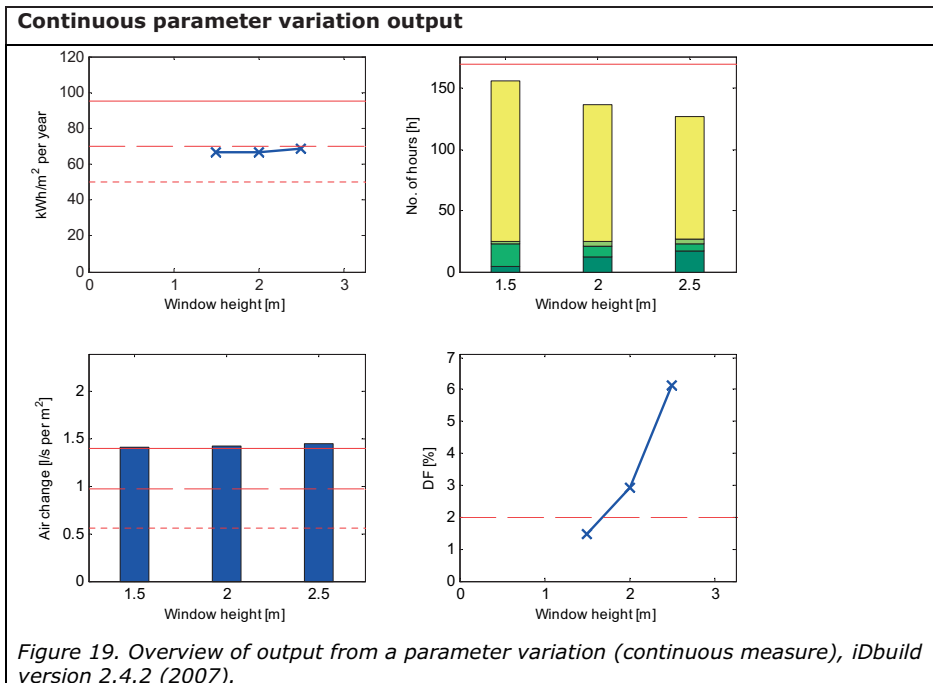 Continuous parameter variation output
120
100
80
60
40
20
0
kWh/m² per year
0 1 2 3
Window height [m]
150
100
50
0
No. of hours [h]
1.5 2 2.5
Window height [m]
2
1.5
1
0.5
0
Air change [l/s per m²]
1.5 2 2.5
Window height [m]
7
6
5
4
3
2
1
0
DF [%]
0 1 2 3
Window height [m]
Figure 19. Overview of output from a parameter variation (continuous measure), iDbuild
version 2.4.2 (2007).